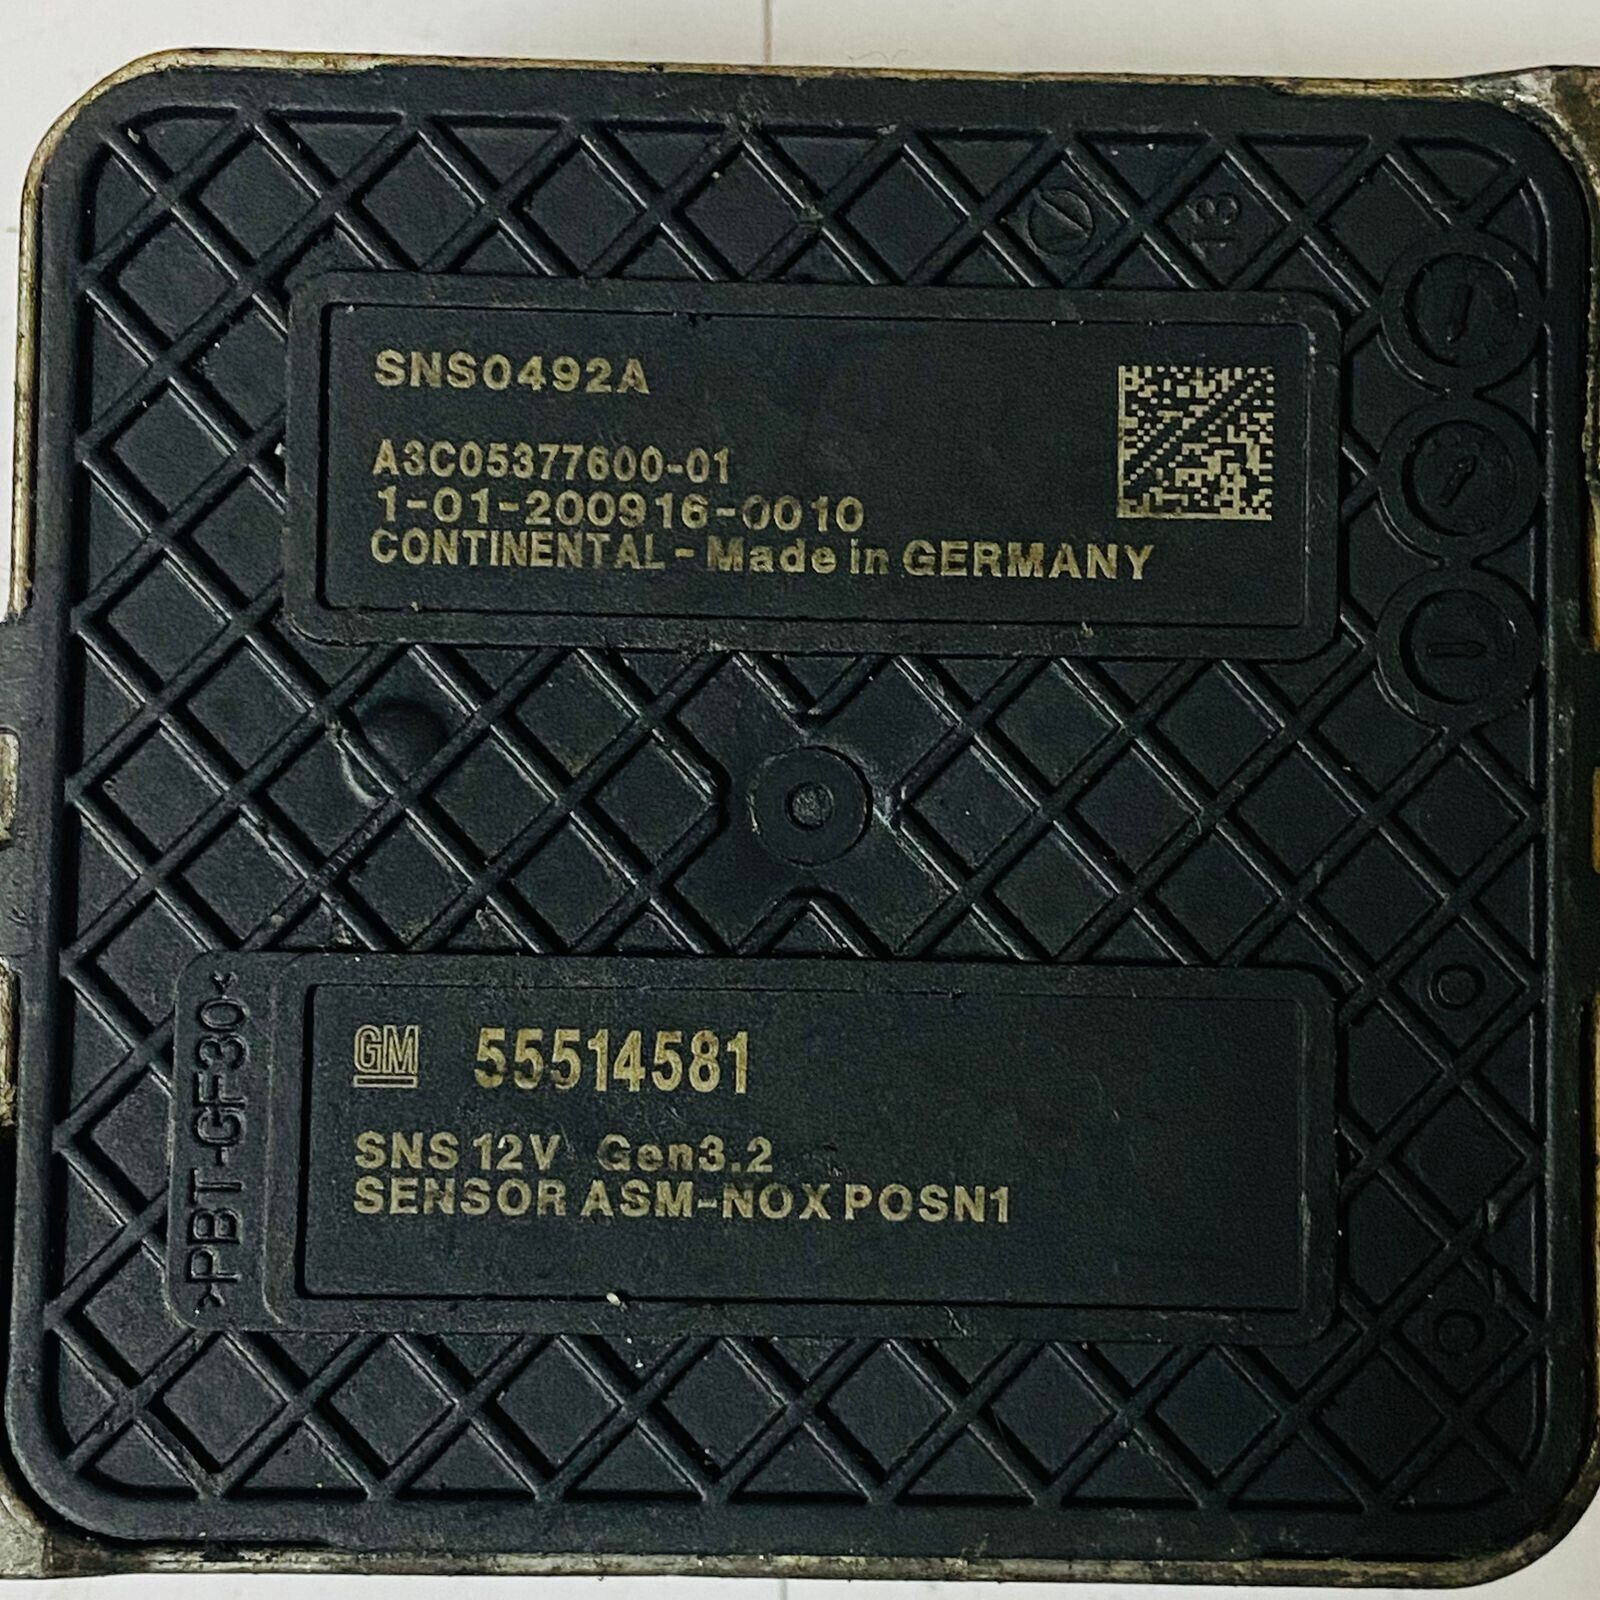 13
SNS0492A
A3C05377600-01
1-01-200916-0010
CONTINENTAL - Made in GERMANY
GM 55514581
SNS 12V Gen3.2
SENSOR ASM-NOX POSN1
>PBT-GF30<